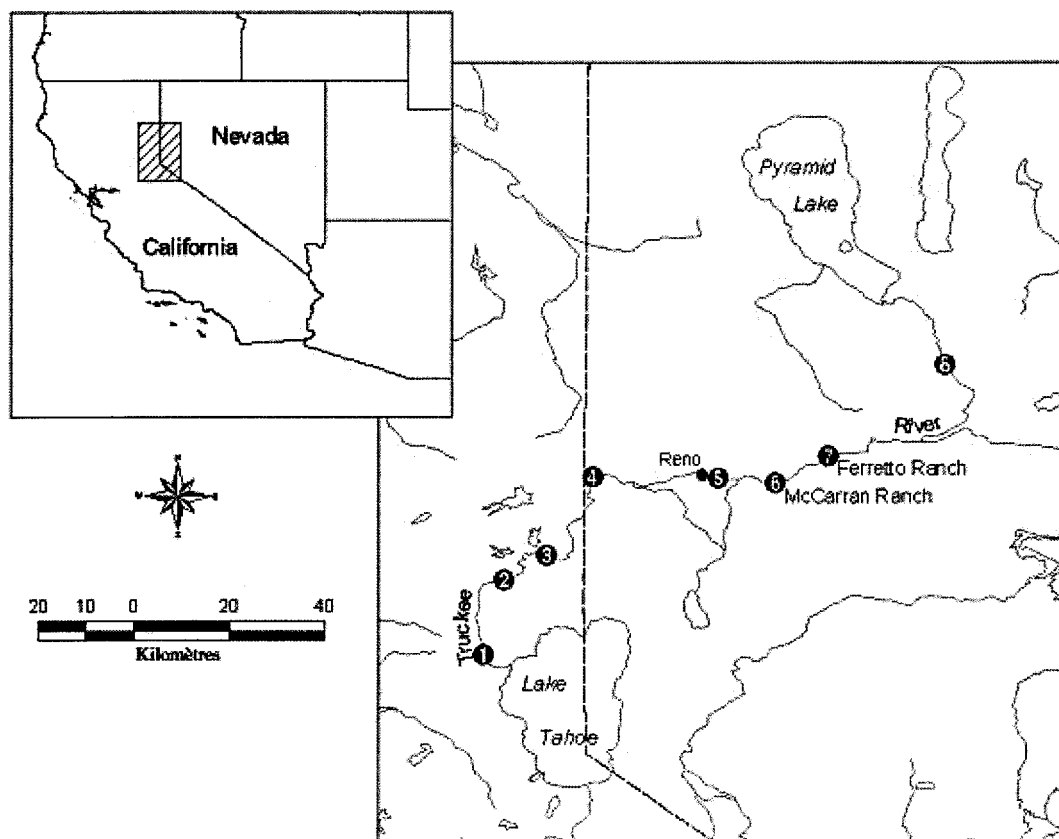 Nevada
California
Pyramid
Lake
8
River
7
Ferretto Ranch
Reno
4
5
6
McCarran Ranch
3
2
Truckee
1
Lake
Tahoe
N
S
20 10 0 20 40
Kilomètres